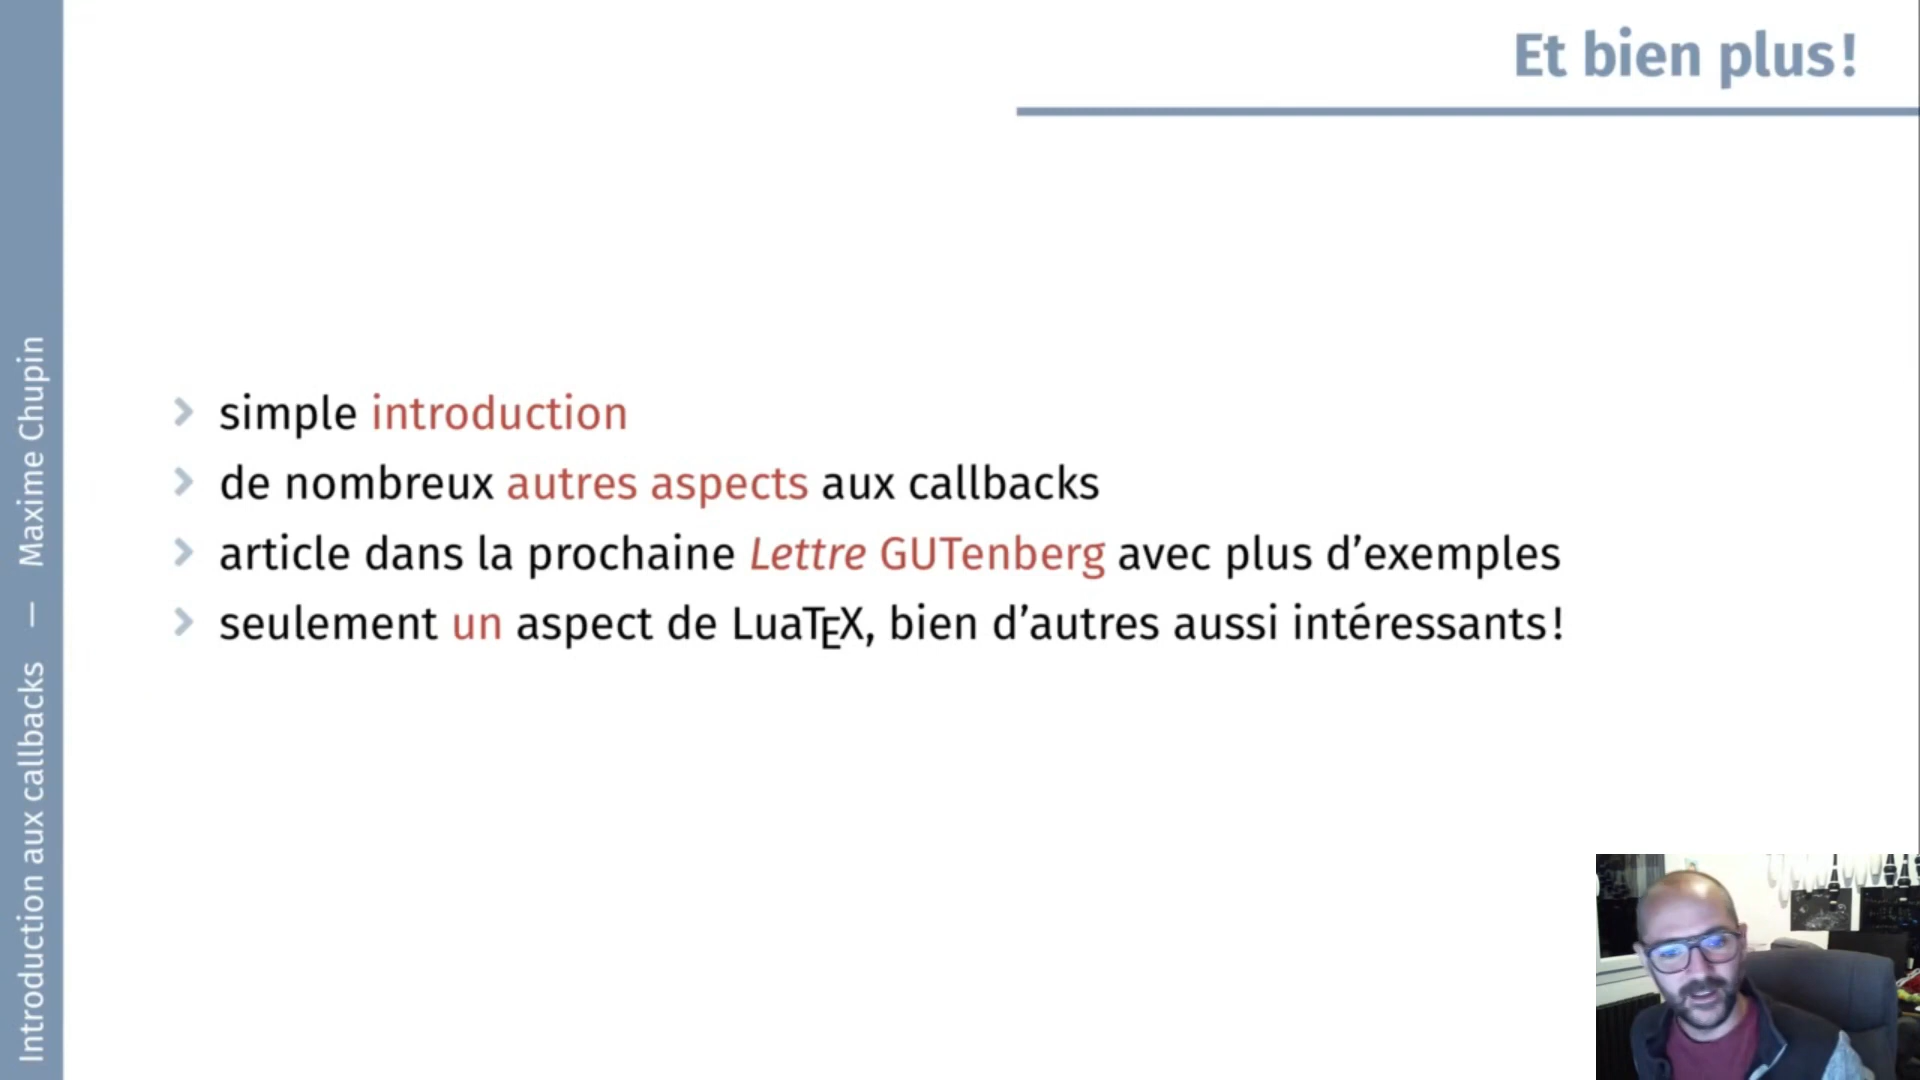 Et bien plus !
simple introduction
de nombreux autres aspects aux callbacks
article dans la prochaine Lettre GUTenberg avec plus d’exemples
seulement un aspect de LuaTEX, bien d’autres aussi intéressants !
Introduction aux callbacks — Maxime Chupin